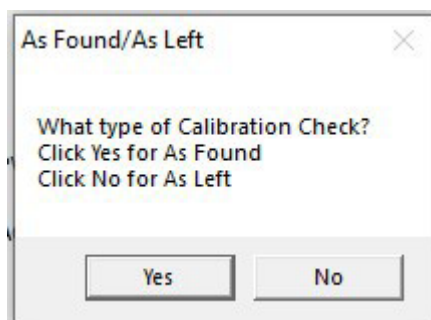 As Found/As Left
What type of Calibration Check?
Click Yes for As Found
Click No for As Left
Yes No